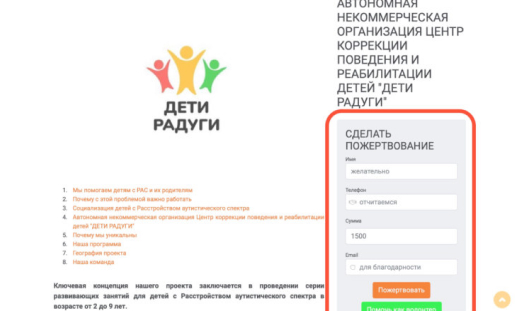 АВТОНОМНАЯ
НЕКОММЕРЧЕСКАЯ
ОРГАНИЗАЦИЯ ЦЕНТР
КОРРЕКЦИИ
ПОВЕДЕНИЯ И
РЕАБИЛИТАЦИИ
ДЕТЕЙ "ДЕТИ
РАДУГИ"
ДЕТИ
РАДУГИ
1. Мы помогаем детям с РАС и их родителям
2. Почему с этой проблемой важно работать
3. Социализация детей с Расстройством аутистического спектра
4. Автономная некоммерческая организация Центр коррекции поведения и реабилитации
детей "ДЕТИ РАДУГИ"
5. Почему мы уникальны
6. Наша программа
7. География проекта
8. Наша команда
Ключевая концепция нашего проекта заключается в проведении серии
развивающих занятий для детей с Расстройством аутистического спектра в
возрасте от 2 до 9 лет.
СДЕЛАТЬ
ПОЖЕРТВОВАНИЕ
Имя
желательно
Телефон
отчитаемся
Сумма
1500
Email
для благодарности
Пожертвовать
Помочь как волонтер